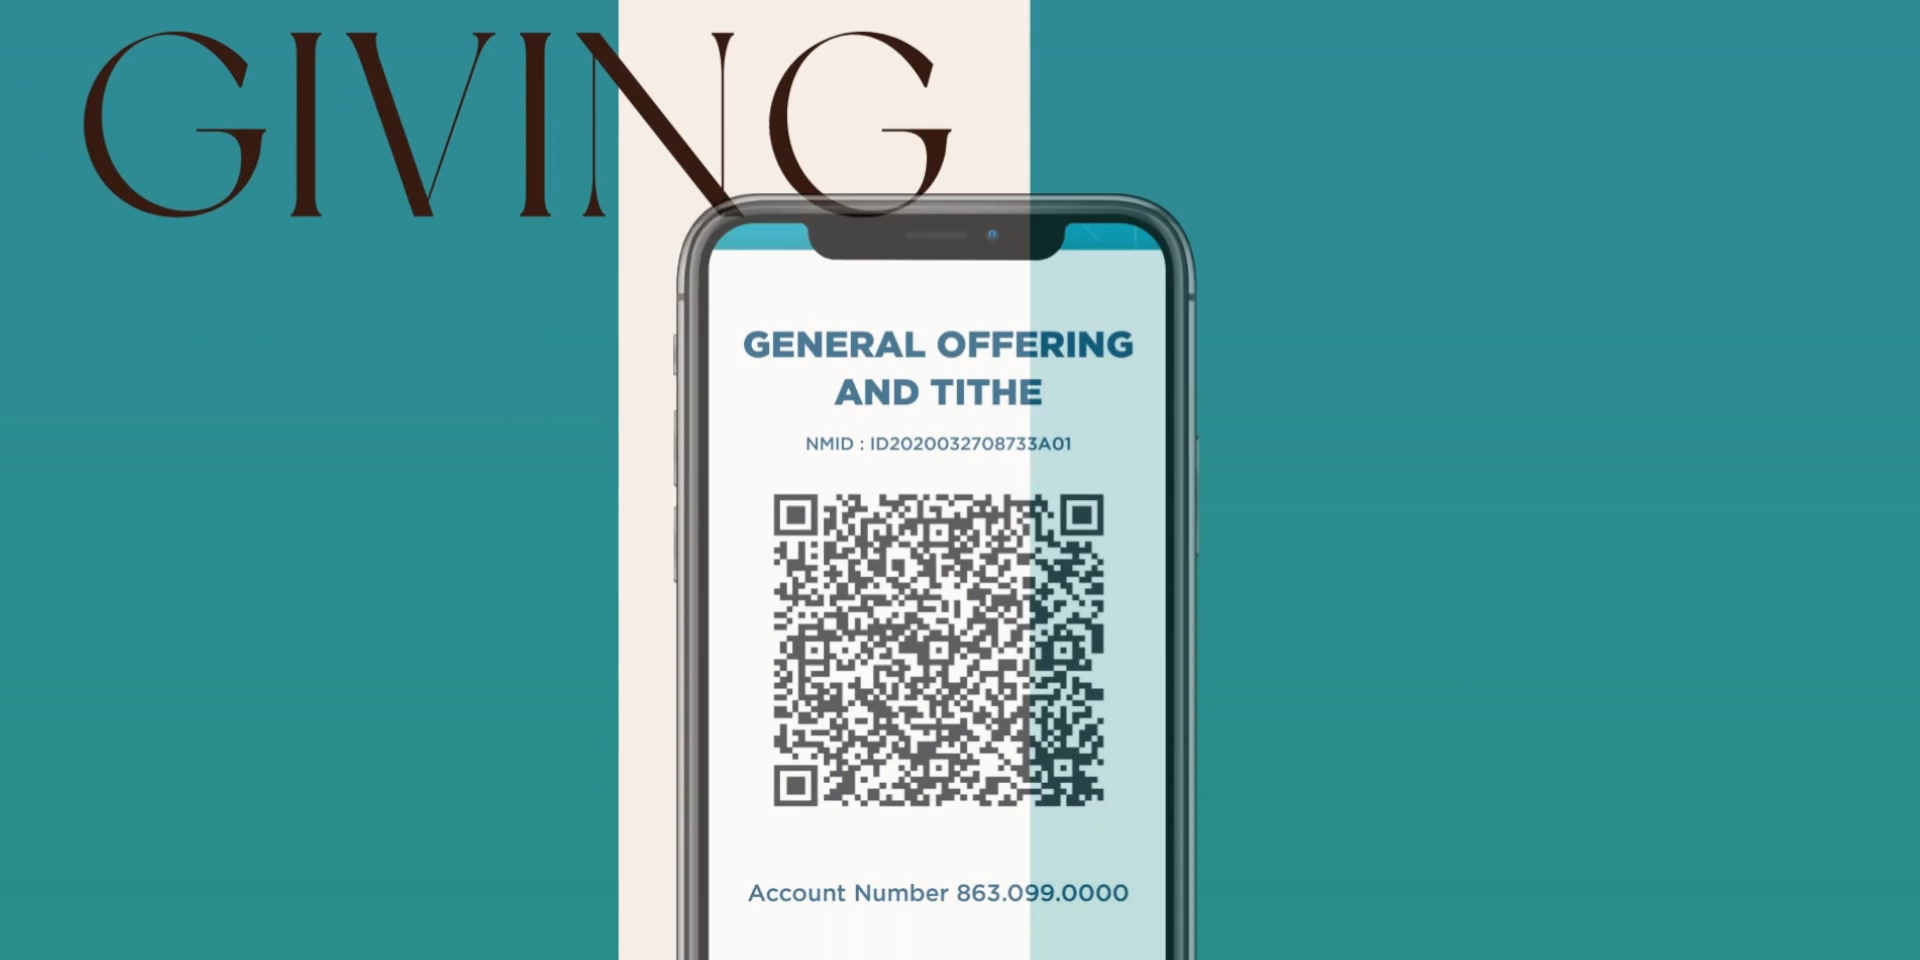 GIVING
GENERAL OFFERING
AND TITHE
NMID : ID2020032708733A01
Account Number 863.099.0000